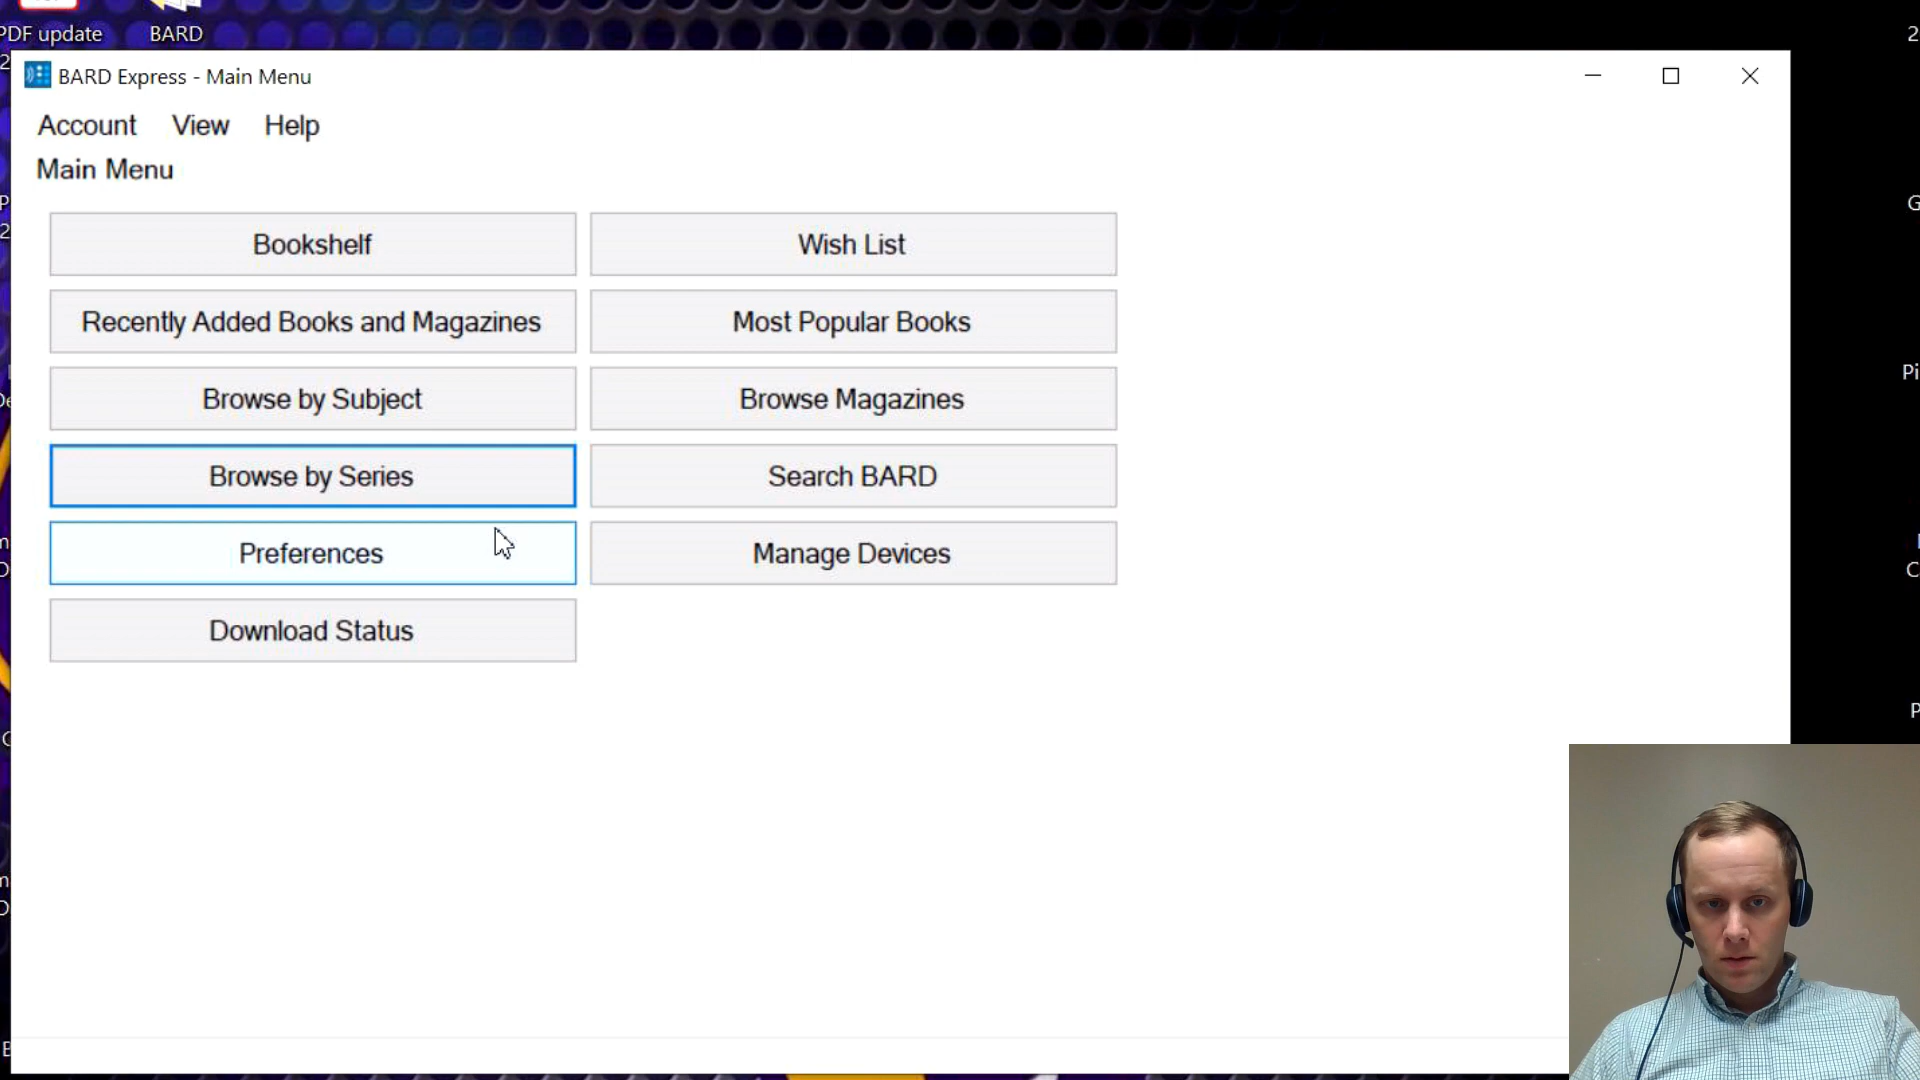 PDF update
BARD
BARD Express - Main Menu
Account View Help
Main Menu
Bookshelf
Wish List
Recently Added Books and Magazines
Most Popular Books
Browse by Subject
Browse Magazines
Browse by Series
Search BARD
Preferences
Manage Devices
Download Status